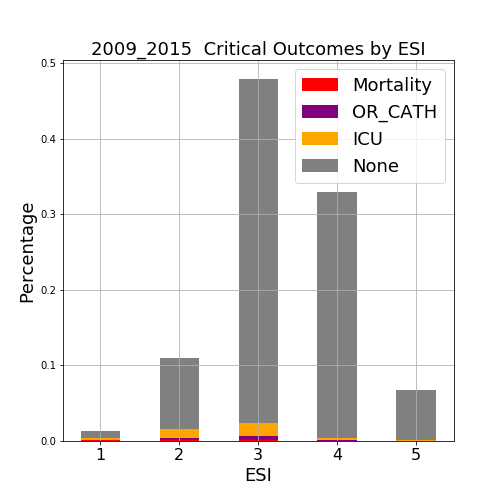 2009_2015  Critical Outcomes by ESI
Percentage
0.5
0.4
0.3
0.2
0.1
0.0
Mortality
OR_CATH
ICU
None
1 2 3 4 5
ESI